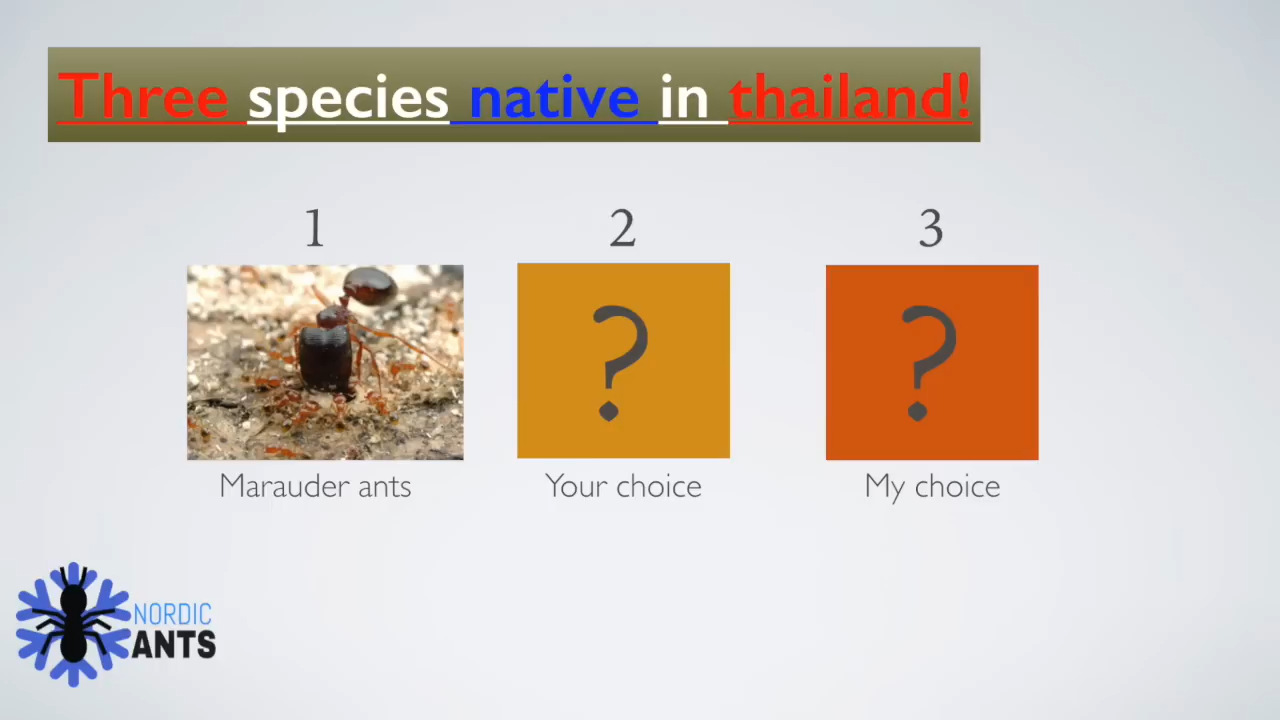 Three species native in thailand!
1
2
3
?
?
Marauder ants
Your choice
My choice
NORDIC
ANTS